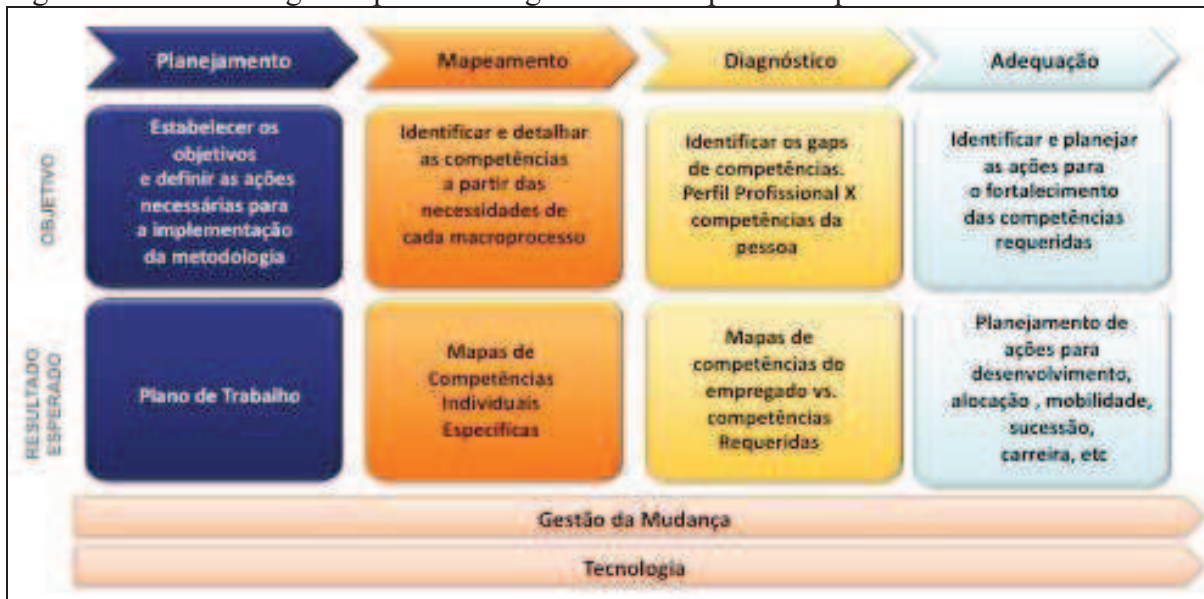 Planejamento
Mapeamento
Diagnóstico
Adequação
OBJETIVO
Estabelecer os
objetivos
e definir as ações
necessárias para
a implementação
da metodologia
Identificar e detalhar
as competências
a partir das
necessidades de
cada macroprocesso
Identificar os gaps
de competências.
Perfil Profissional X
competências da
pessoa
Identificar e planejar
as ações para
o fortalecimento
das competências
requeridas
RESULTADO
ESPERADO
Plano de Trabalho
Mapas de
Competências
Individuais
Específicas
Mapas de
competências do
empregado vs.
competências
Requeridas
Planejamento de
ações para
desenvolvimento,
alocação , mobilidade,
sucessão,
carreira, etc
Gestão da Mudança
Tecnologia